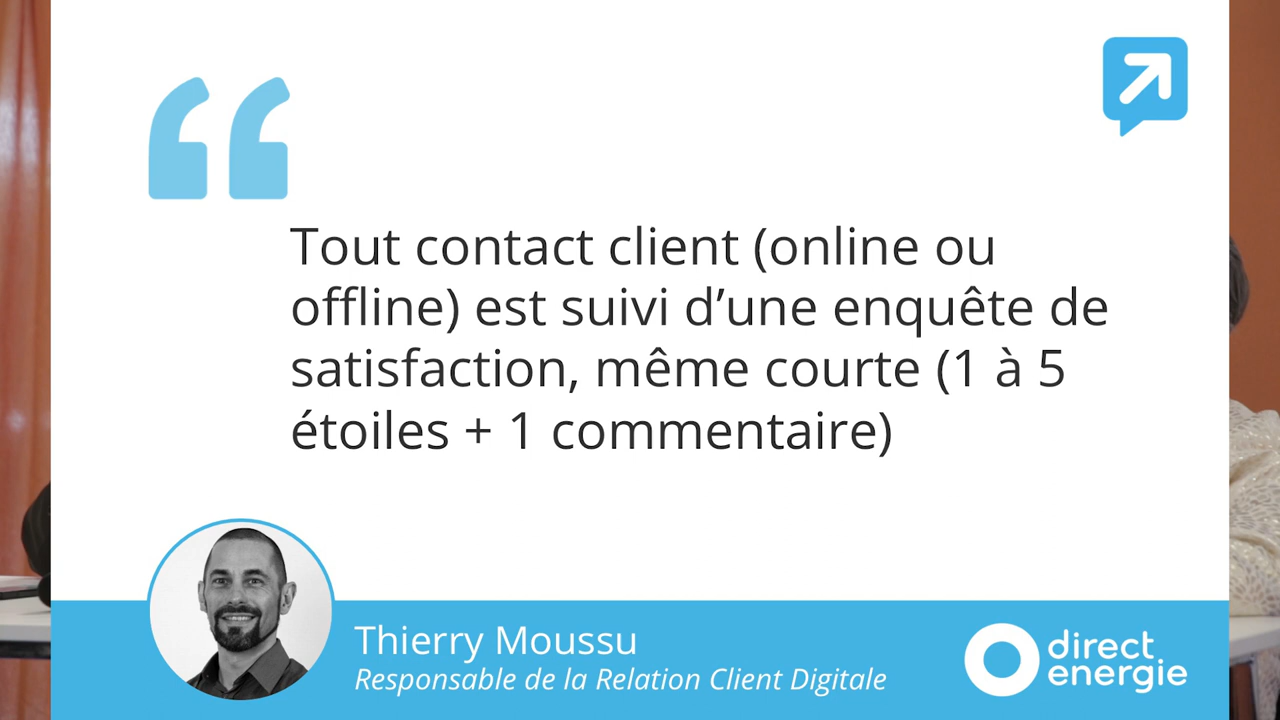 Tout contact client (online ou
offline) est suivi d’une enquête de
satisfaction, même courte (1 à 5
étoiles + 1 commentaire)
Thierry Moussu
Responsable de la Relation Client Digitale
direct
energie